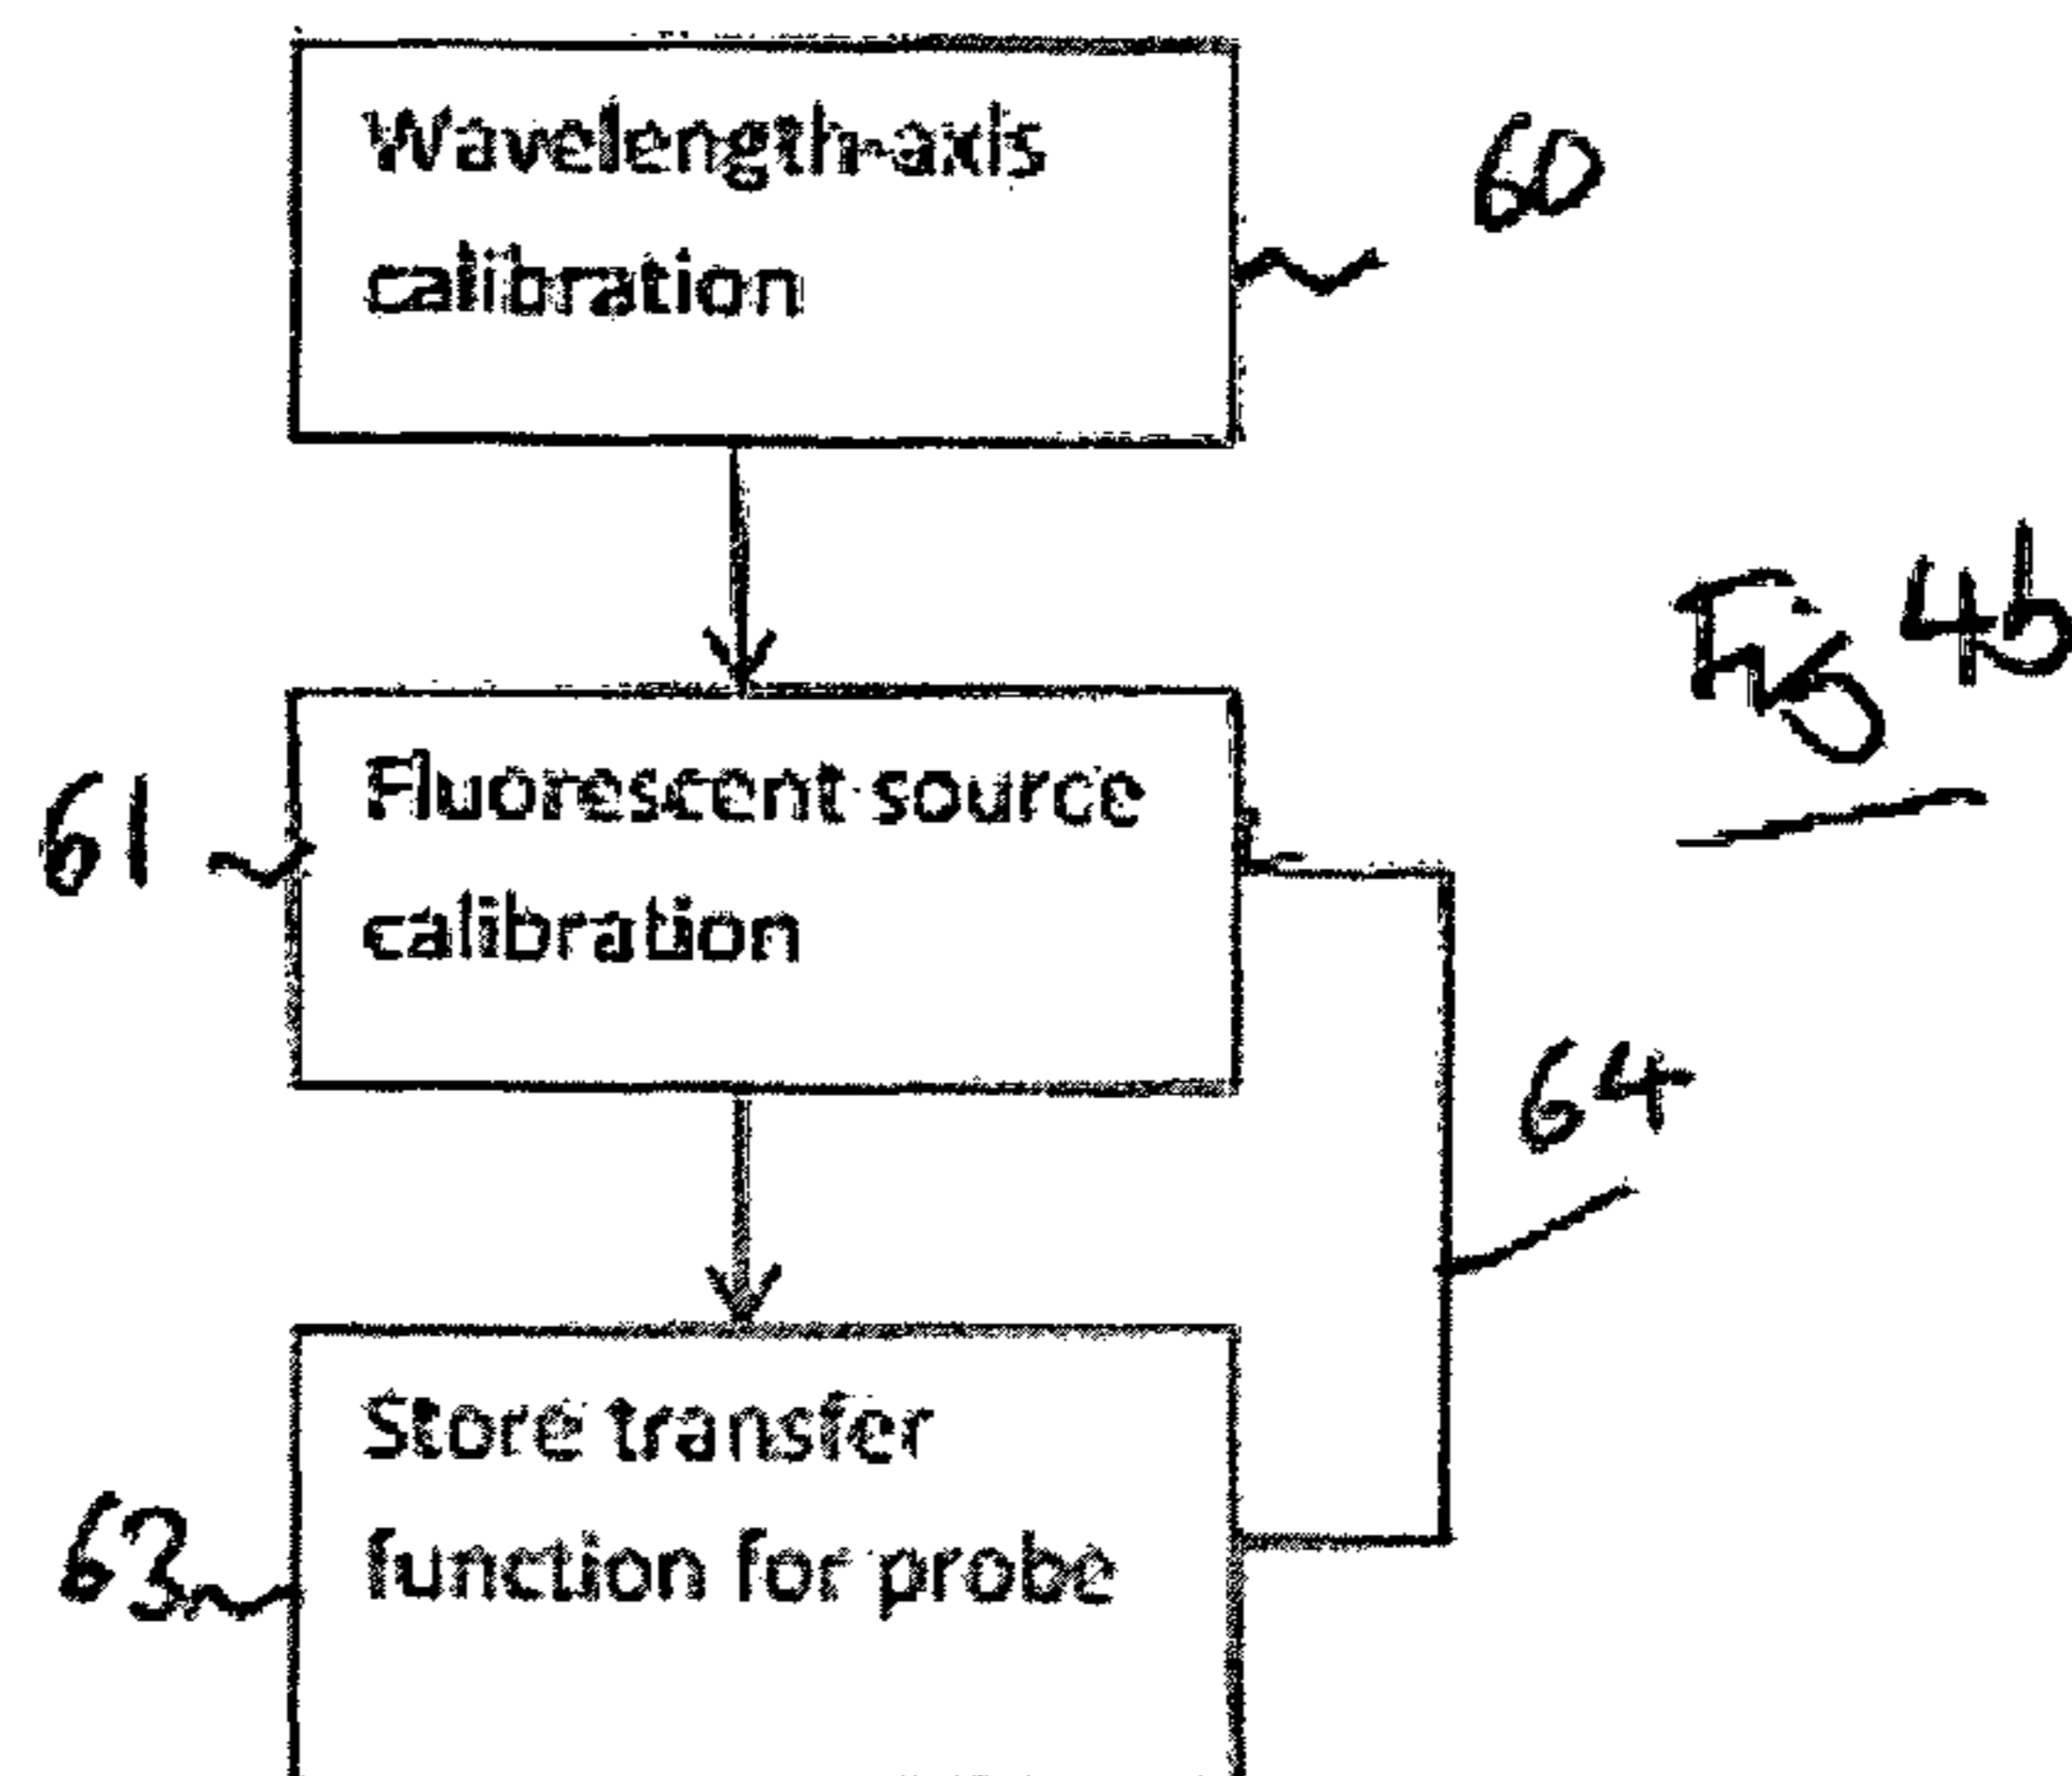 Wavelength-axis
calibration
60
Fig 4b
61
Fluorescent source
calibration
64
Store transfer
function for probe
63